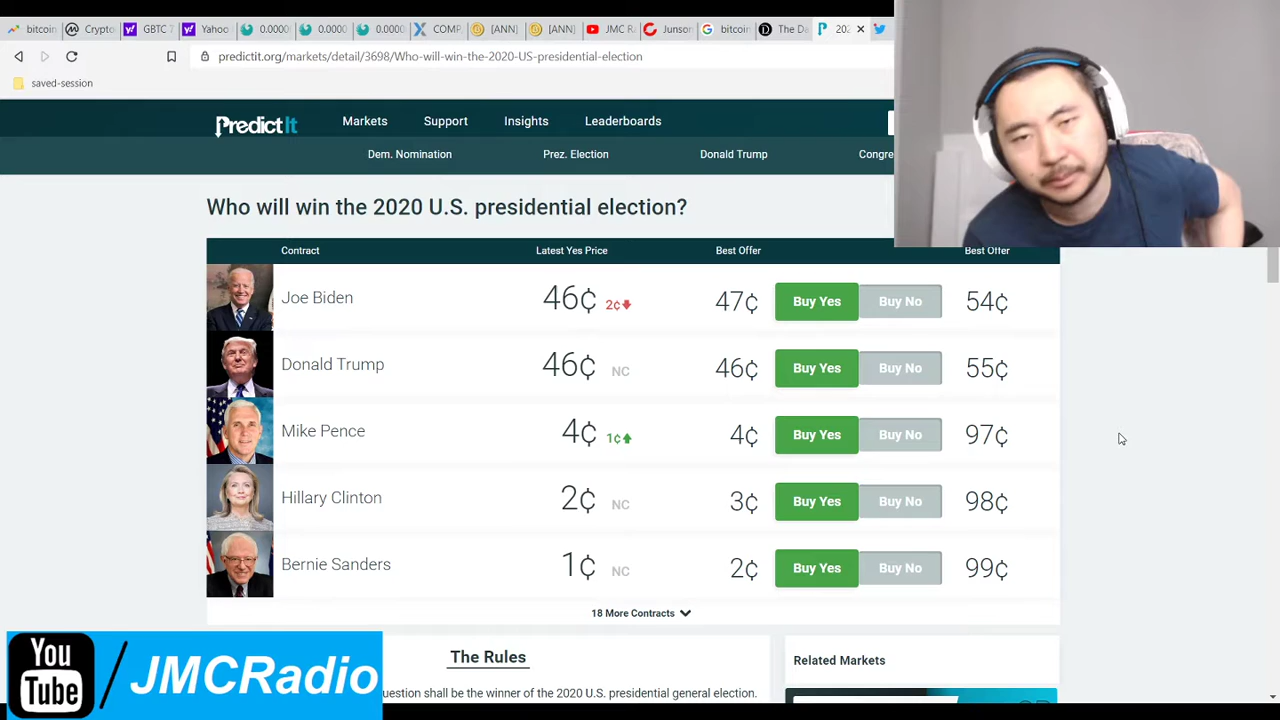 bitcoin
Crypto
GBTC
Yahoo
0.0000
0.0000
0.0000
COMP
[ANN]
[ANN]
JMC R
Junson
bitcoin
The Da
202
predictit.org/markets/detail/3698/Who-will-win-the-2020-US-presidential-election
saved-session
PredictIt
Markets
Support
Insights
Leaderboards
Dem. Nomination
Prez. Election
Donald Trump
Congre
Who will win the 2020 U.S. presidential election?
Contract Latest Yes Price Best Offer Best Offer
Joe Biden 46¢ 2¢ 47¢ Buy Yes Buy No 54¢
Donald Trump 46¢ NC 46¢ Buy Yes Buy No 55¢
Mike Pence 4¢ 1¢ 4¢ Buy Yes Buy No 97¢
Hillary Clinton 2¢ NC 3¢ Buy Yes Buy No 98¢
Bernie Sanders 1¢ NC 2¢ Buy Yes Buy No 99¢
18 More Contracts
The Rules
Related Markets
uestion shall be the winner of the 2020 U.S. presidential general election.
You
Tube
/JMCRadio